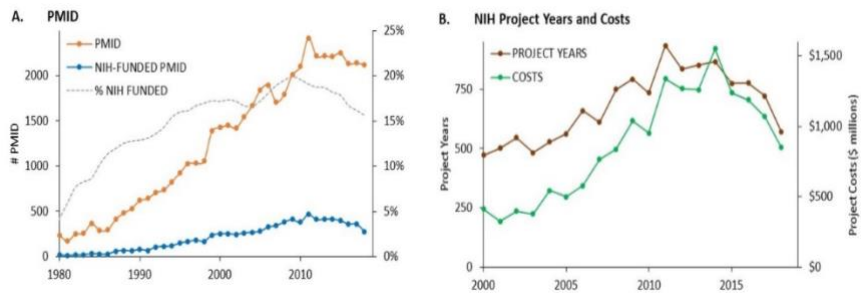 A. PMID
25%
PMID
NIH-FUNDED PMID
% NIH FUNDED
2000
20%
1500
15%
1000
10%
500
5%
0
0%
# PMID
1980 1990 2000 2010
B. NIH Project Years and Costs
PROJECT YEARS
COSTS
$1,500
750
$1,000
500
$500
250
0
$0
Project Years
Project Costs ($ millions)
2000 2005 2010 2015